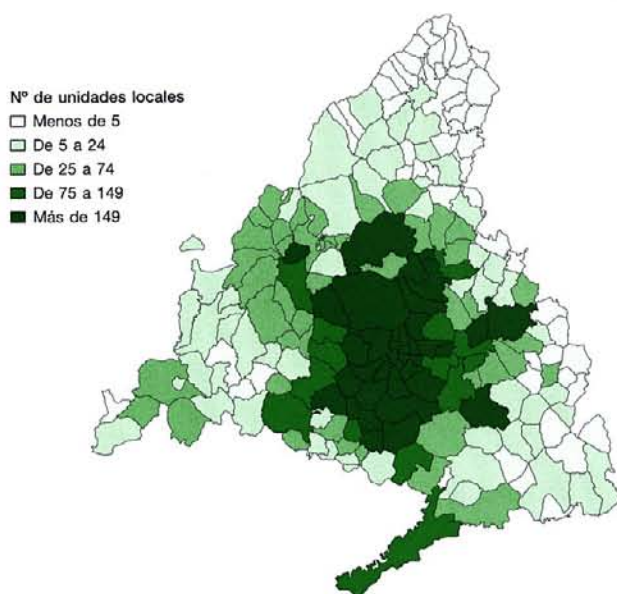 Nº de unidades locales
Menos de 5
De 5 a 24
De 25 a 74
De 75 a 149
Más de 149